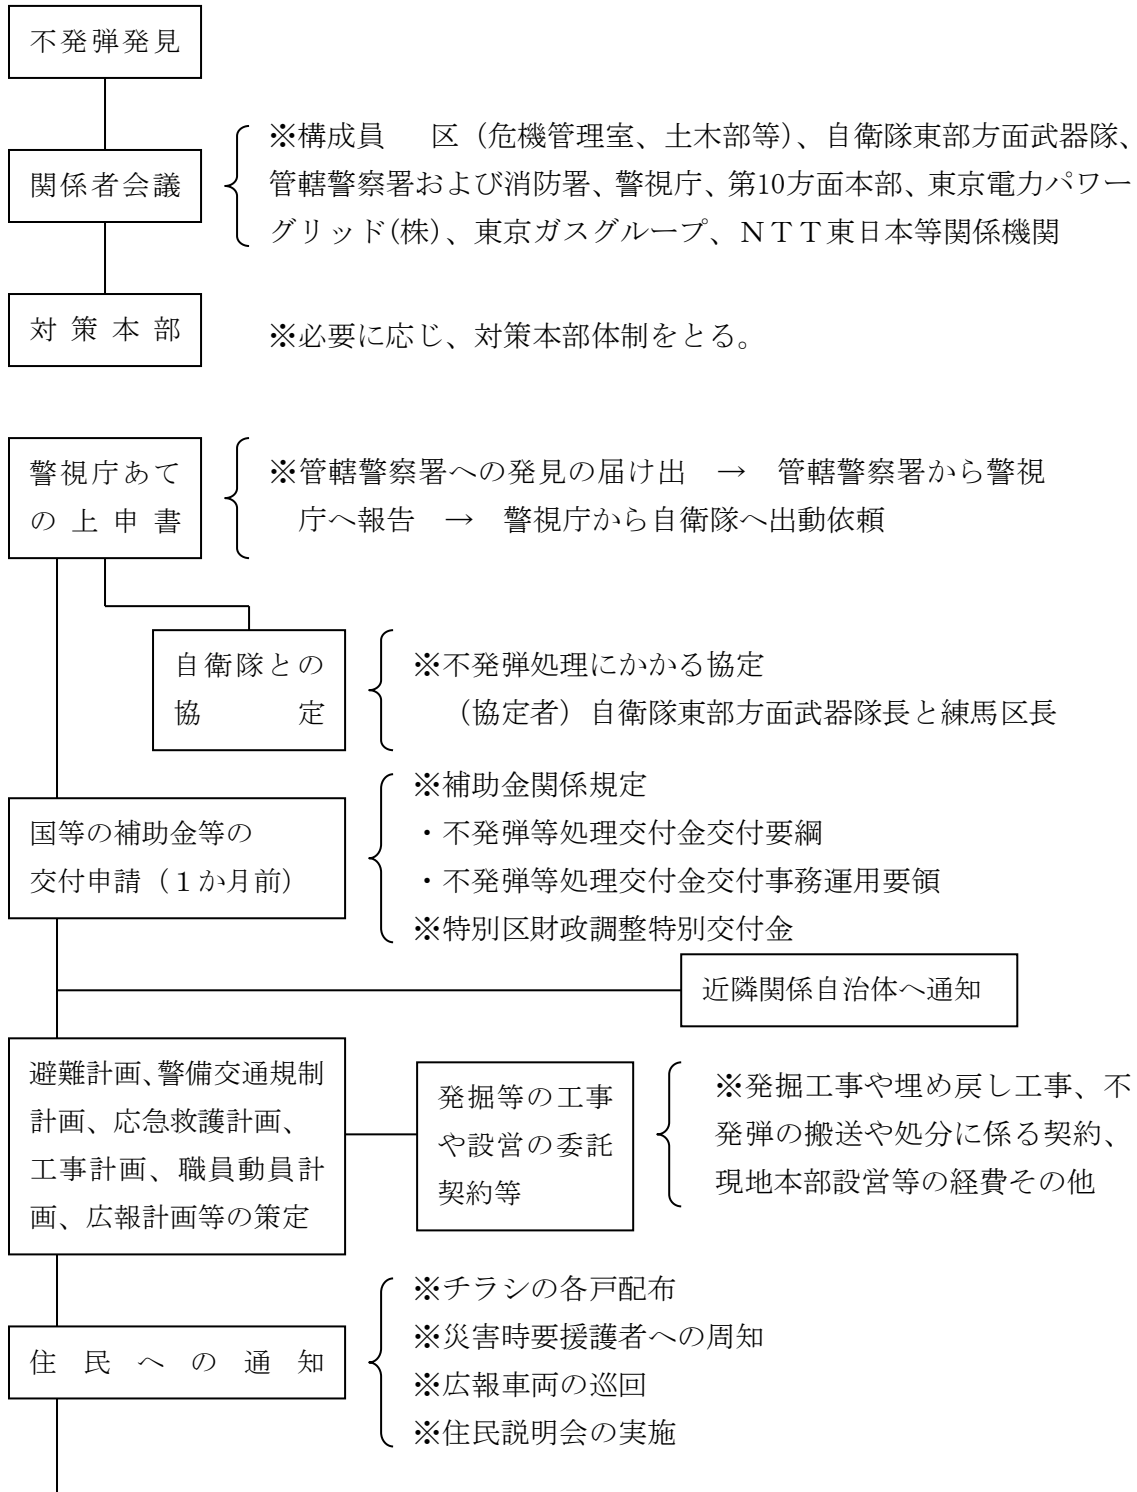 不発弾発見
関係者会議
※構成員　区（危機管理室、土木部等）、自衛隊東部方面武器隊、
管轄警察署および消防署、警視庁、第10方面本部、東京電力パワー
グリッド(株)、東京ガスグループ、ＮＴＴ東日本等関係機関
対策本部
※必要に応じ、対策本部体制をとる。
警視庁あて
の上申書
※管轄警察署への発見の届け出　→　管轄警察署から警視
庁へ報告　→　警視庁から自衛隊へ出動依頼
自衛隊との
協定
※不発弾処理にかかる協定
（協定者）自衛隊東部方面武器隊長と練馬区長
国等の補助金等の
交付申請（１か月前）
※補助金関係規定
・不発弾等処理交付金交付要綱
・不発弾等処理交付金交付事務運用要領
※特別区財政調整特別交付金
近隣関係自治体へ通知
避難計画、警備交通規制
計画、応急救護計画、
工事計画、職員動員計
画、広報計画等の策定
発掘等の工事
や設営の委託
契約等
※発掘工事や埋め戻し工事、不
発弾の搬送や処分に係る契約、
現地本部設営等の経費その他
住民への通知
※チラシの各戸配布
※災害時要援護者への周知
※広報車両の巡回
※住民説明会の実施